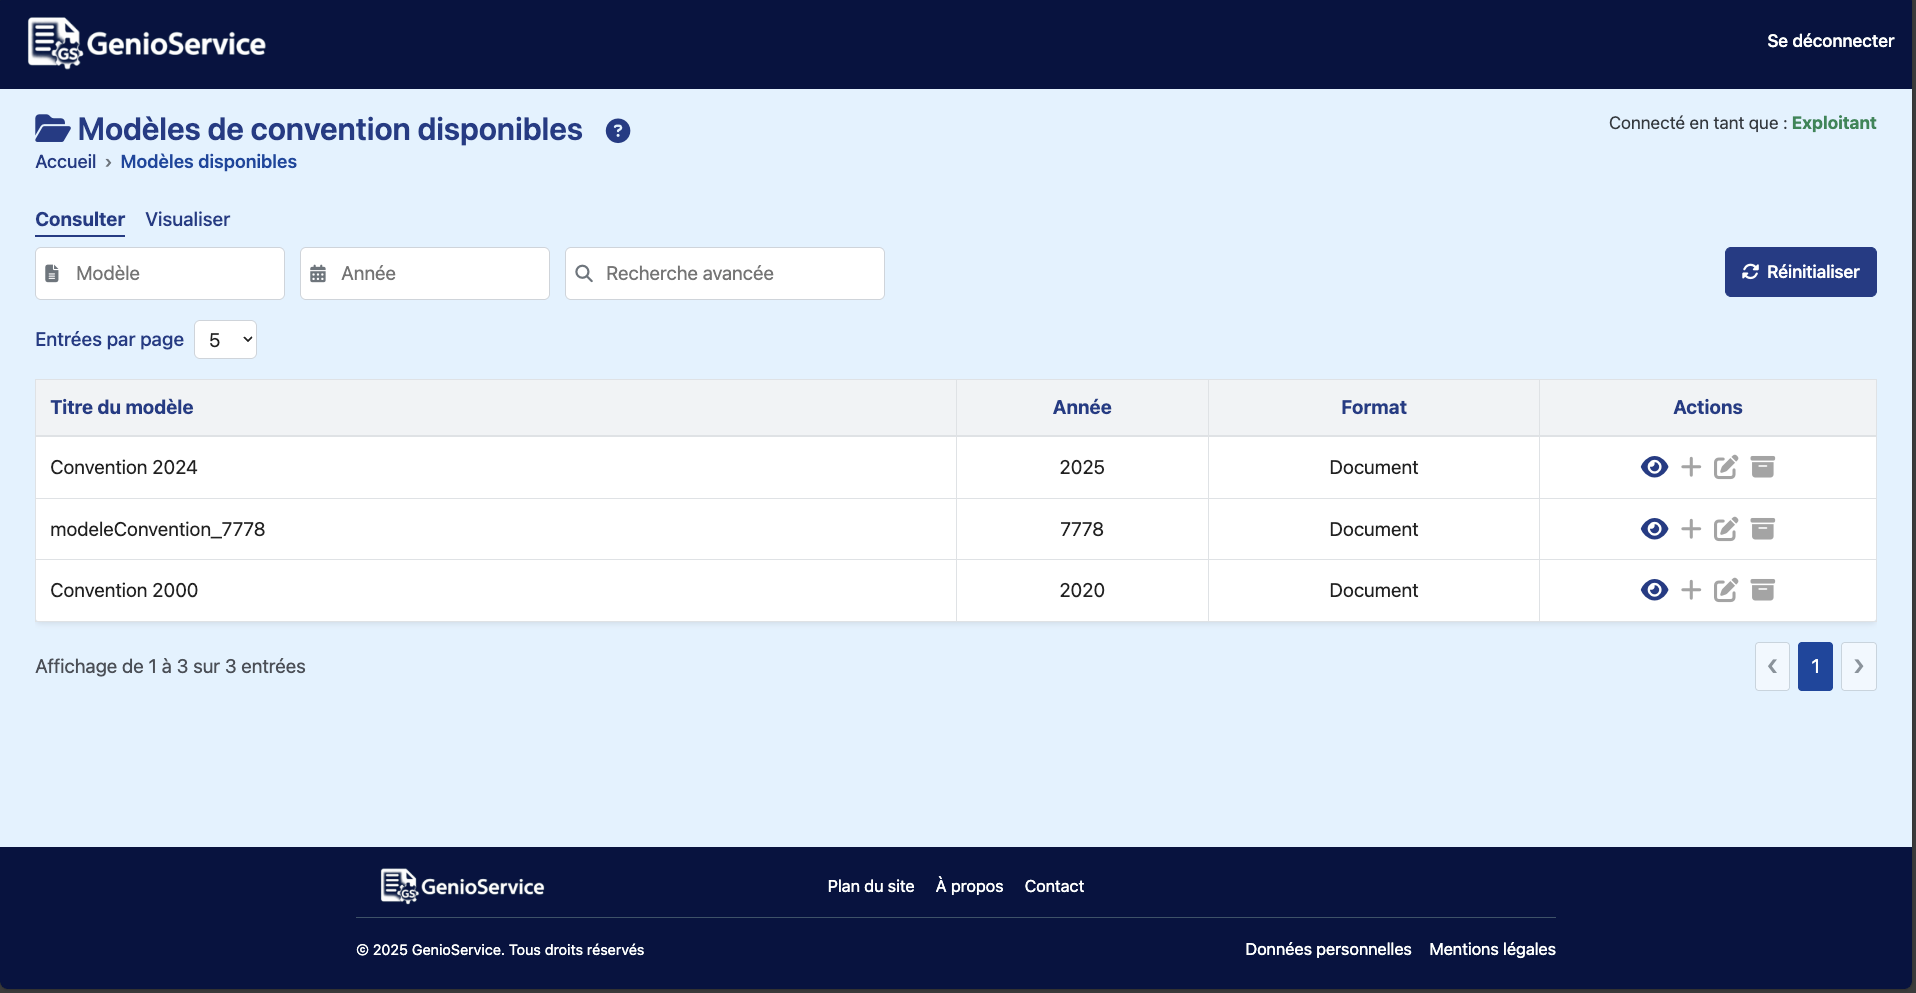 GS GenioService
Se déconnecter
Modèles de convention disponibles ?
Connecté en tant que : Exploitant
Accueil › Modèles disponibles
Consulter Visualiser
Modèle Année Recherche avancée Réinitialiser
Entrées par page 5
Titre du modèle Année Format Actions
Convention 2024 2025 Document
modeleConvention_7778 7778 Document
Convention 2000 2020 Document
Affichage de 1 à 3 sur 3 entrées ‹ 1 ›
GS GenioService Plan du site À propos Contact
© 2025 GenioService. Tous droits réservés Données personnelles Mentions légales